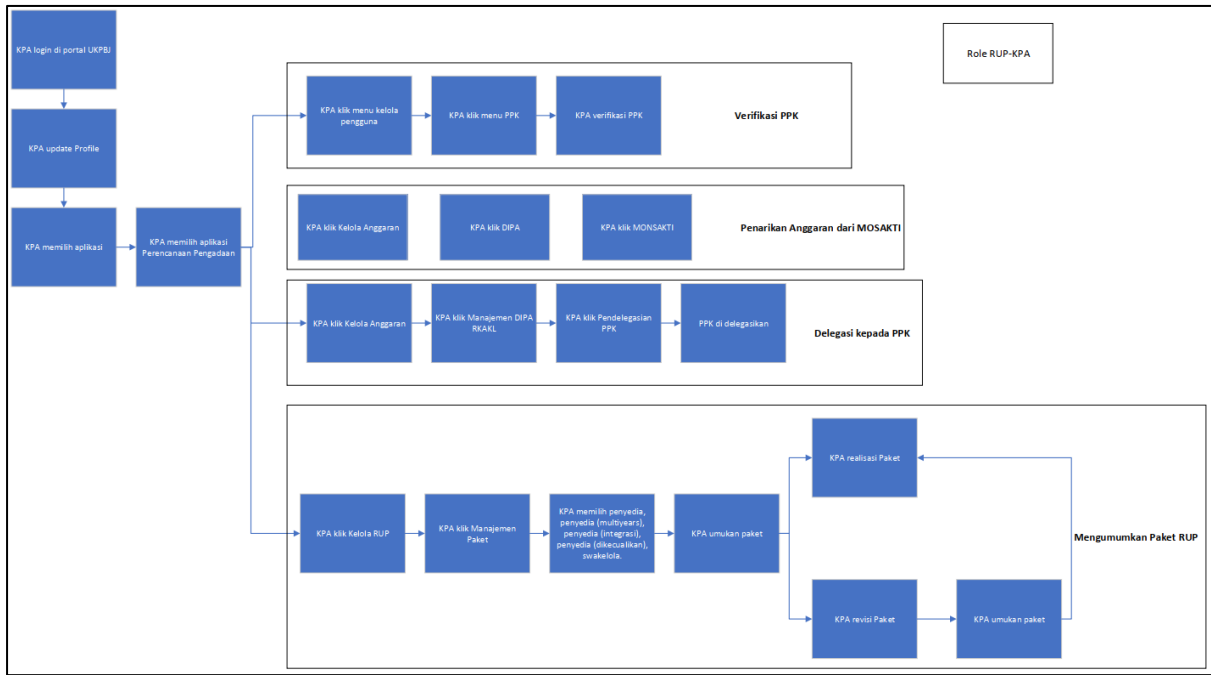 KPA login di portal UKPBJ
Role RUP-KPA
KPA update Profile
KPA memilih aplikasi
KPA memilih aplikasi
Perencanaan Pengadaan
KPA klik menu kelola
pengguna
KPA klik menu PPK
KPA verifikasi PPK
Verifikasi PPK
KPA klik Kelola Anggaran
KPA klik DIPA
KPA klik MONSAKTI
Penarikan Anggaran dari MOSAKTI
KPA klik Kelola Anggaran
KPA klik Manajemen DIPA
RKAKL
KPA klik Pendelegasian
PPK
PPK di delegasikan
Delegasi kepada PPK
KPA klik Kelola RUP
KPA klik Manajemen
Paket
KPA memilih penyedia,
penyedia (multiyears),
penyedia (integrasi),
penyedia (dikecualikan),
swakelola.
KPA umukan paket
KPA realisasi Paket
KPA revisi Paket
KPA umukan paket
Mengumumkan Paket RUP